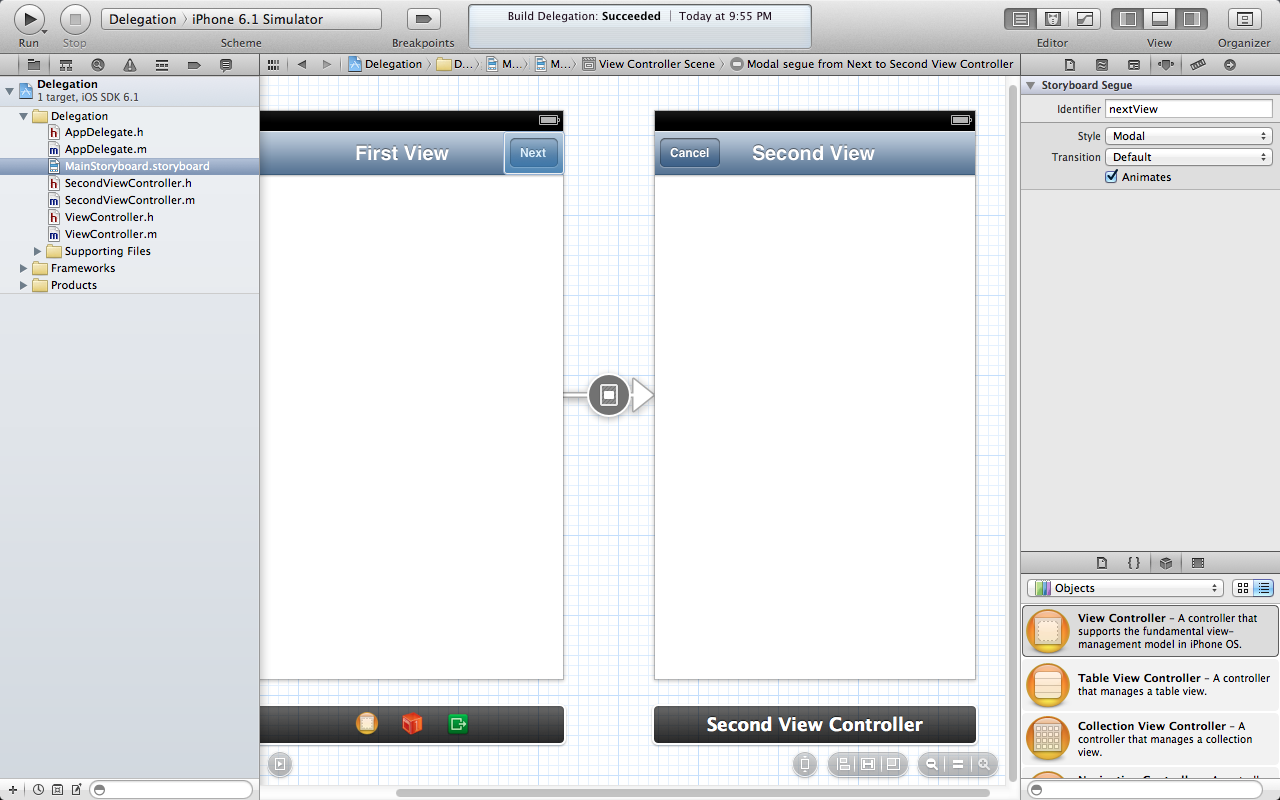 Delegation
iPhone 6.1 Simulator
Build Delegation: Succeeded
Today at 9:55 PM
Run
Stop
Scheme
Breakpoints
Editor
View
Organizer
Delegation
D...
M...
M...
View Controller Scene
Modal segue from Next to Second View Controller
Delegation
1 target, iOS SDK 6.1
Delegation
AppDelegate.h
AppDelegate.m
MainStoryboard.storyboard
SecondViewController.h
SecondViewController.m
ViewController.h
ViewController.m
Supporting Files
Frameworks
Products
First View
Next
Cancel
Second View
Second View Controller
Storyboard Segue
Identifier
nextView
Style
Modal
Transition
Default
Animates
Objects
View Controller – A controller that
supports the fundamental view-
management model in iPhone OS.
Table View Controller – A controller
that manages a table view.
Collection View Controller – A
controller that manages a collection
view.